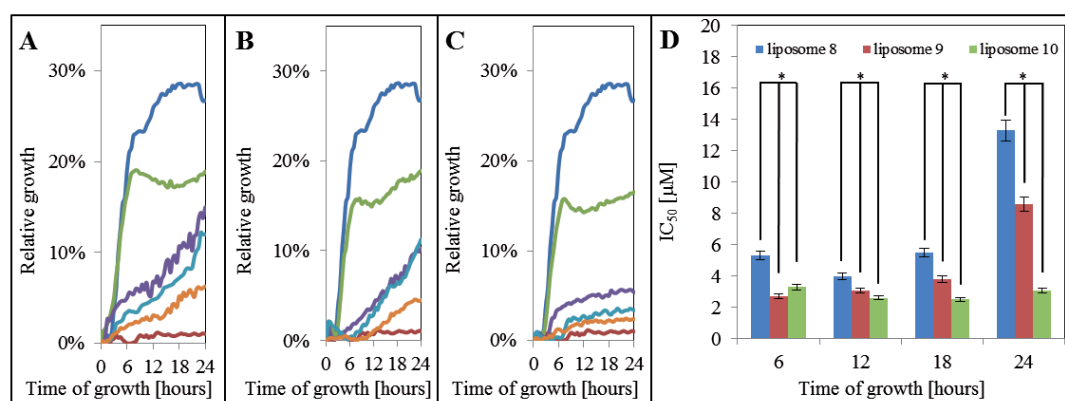 A
B
C
D
Relative growth
30%
20%
10%
0%
0 6 12 18 24
Time of growth [hours]
Relative growth
30%
20%
10%
0%
0 6 12 18 24
Time of growth [hours]
Relative growth
30%
20%
10%
0%
0 6 12 18 24
Time of growth [hours]
IC50 [µM]
20
18
16
14
12
10
8
6
4
2
0
liposome 8 liposome 9 liposome 10
* * * *
6 12 18 24
Time of growth [hours]